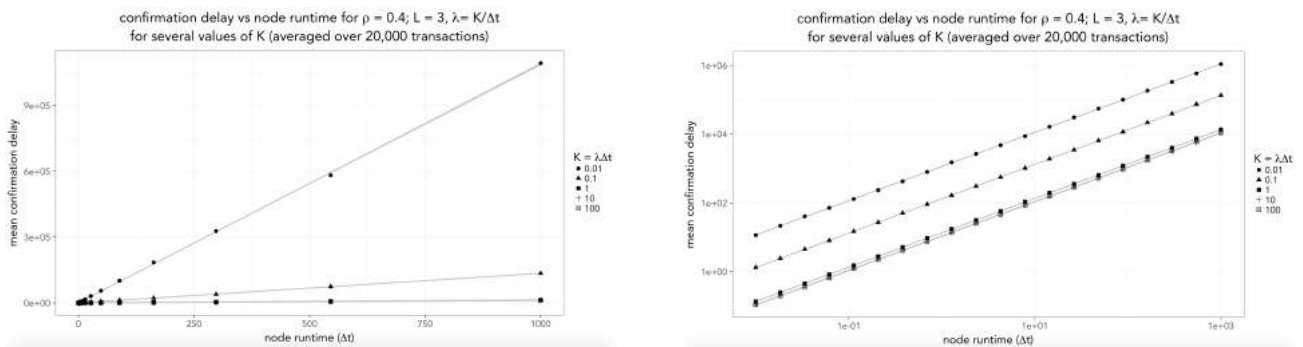 confirmation delay vs node runtime for ρ = 0.4; L = 3, λ= K/Δt
for several values of K (averaged over 20,000 transactions)
9e+05
6e+05
3e+05
0e+00
mean confirmation delay
0
250
500
750
1000
node runtime (Δt)
K = λΔt
0.01
0.1
1
10
100
confirmation delay vs node runtime for ρ = 0.4; L = 3, λ= K/Δt
for several values of K (averaged over 20,000 transactions)
1e+06
1e+04
1e+02
1e+00
mean confirmation delay
1e-01
1e+01
1e+03
node runtime (Δt)
K = λΔt
0.01
0.1
1
10
100